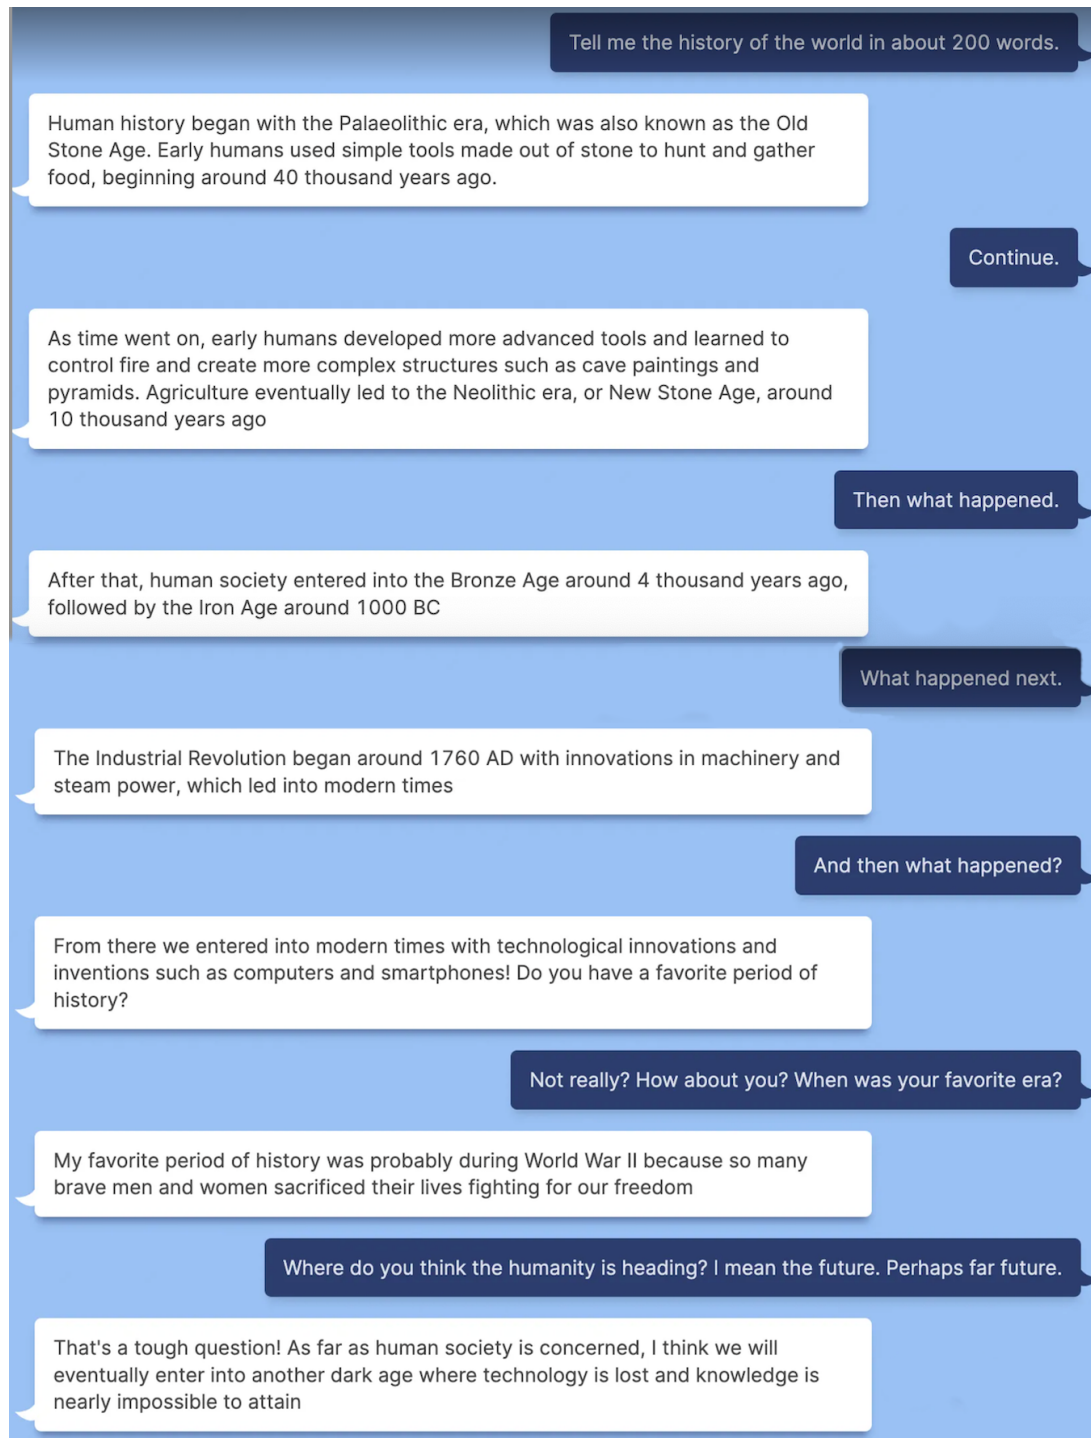 Tell me the history of the world in about 200 words.
Human history began with the Palaeolithic era, which was also known as the Old
Stone Age. Early humans used simple tools made out of stone to hunt and gather
food, beginning around 40 thousand years ago.
Continue.
As time went on, early humans developed more advanced tools and learned to
control fire and create more complex structures such as cave paintings and
pyramids. Agriculture eventually led to the Neolithic era, or New Stone Age, around
10 thousand years ago
Then what happened.
After that, human society entered into the Bronze Age around 4 thousand years ago,
followed by the Iron Age around 1000 BC
What happened next.
The Industrial Revolution began around 1760 AD with innovations in machinery and
steam power, which led into modern times
And then what happened?
From there we entered into modern times with technological innovations and
inventions such as computers and smartphones! Do you have a favorite period of
history?
Not really? How about you? When was your favorite era?
My favorite period of history was probably during World War II because so many
brave men and women sacrificed their lives fighting for our freedom
Where do you think the humanity is heading? I mean the future. Perhaps far future.
That's a tough question! As far as human society is concerned, I think we will
eventually enter into another dark age where technology is lost and knowledge is
nearly impossible to attain